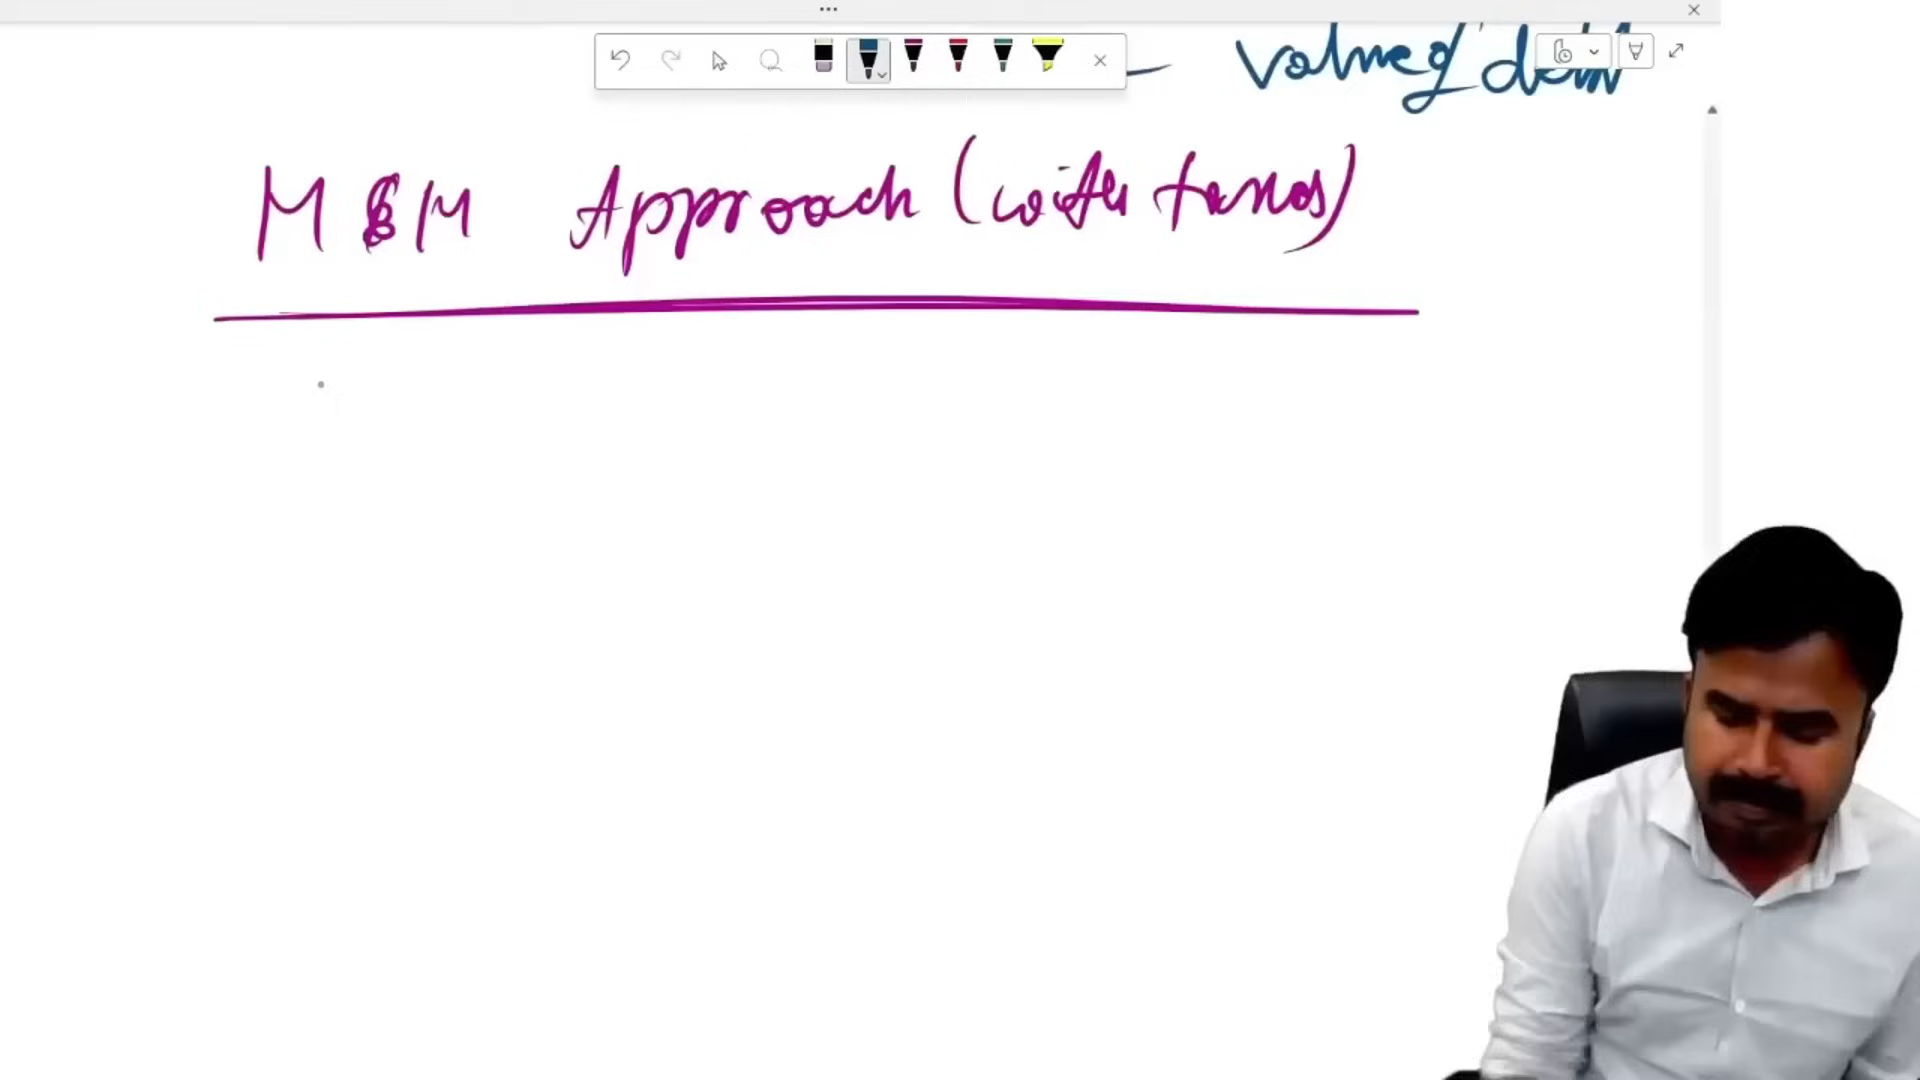 value of debt
M & M Approach (with taxes)